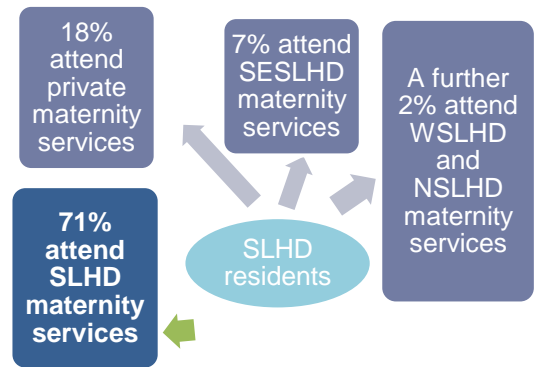 18%
attend
private
maternity
services
7% attend
SESLHD
maternity
services
A further
2% attend
WSLHD
and
NSLHD
maternity
services
71%
attend
SLHD
maternity
services
SLHD
residents